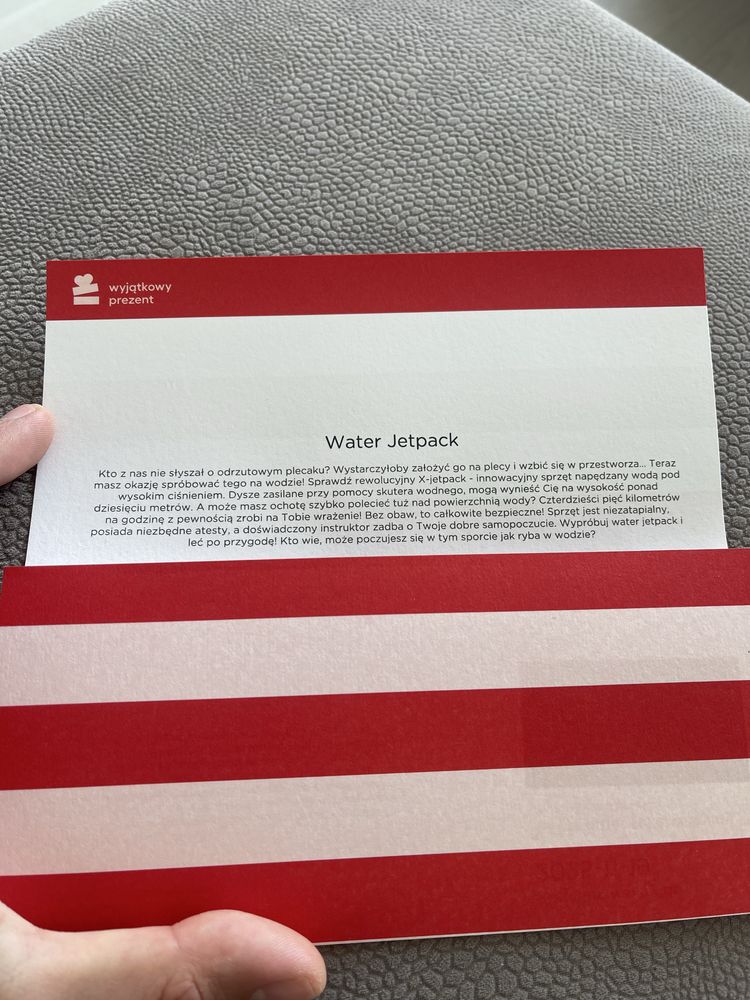 wyjątkowy
prezent
Water Jetpack
Kto z nas nie słyszał o odrzutowym plecaku? Wystarczyłoby założyć go na plecy i wzbić się w przestworza... Teraz
masz okazję spróbować tego na wodzie! Sprawdź rewolucyjny X-jetpack - innowacyjny sprzęt napędzany wodą pod
wysokim ciśnieniem. Dysze zasilane przy pomocy skutera wodnego, mogą wynieść Cię na wysokość ponad
dziesięciu metrów. A może masz ochotę szybko polecieć tuż nad powierzchnią wody? Czterdzieści pięć kilometrów
na godzinę z pewnością zrobi na Tobie wrażenie! Bez obaw, to całkowite bezpieczne! Sprzęt jest niezatapialny,
posiada niezbędne atesty, a doświadczony instruktor zadba o Twoje dobre samopoczucie. Wypróbuj water jetpack i
leć po przygodę! Kto wie, może poczujesz się w tym sporcie jak ryba w wodzie?